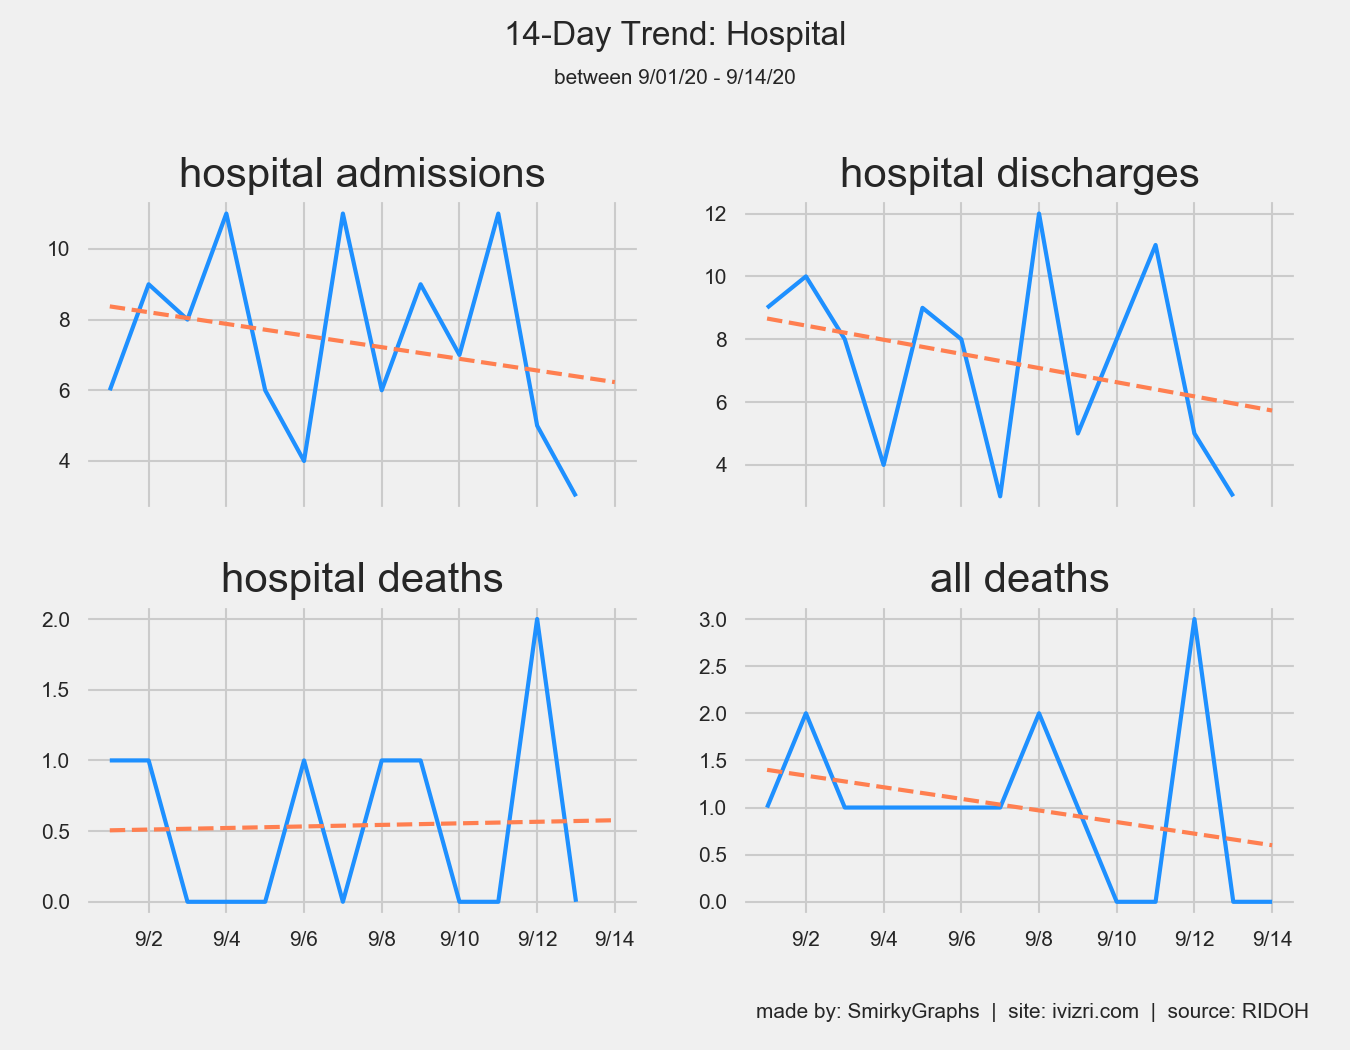 14-Day Trend: Hospital
between 9/01/20 - 9/14/20
hospital admissions
10
8
6
4
hospital discharges
12
10
8
6
4
hospital deaths
2.0
1.5
1.0
0.5
0.0
9/2 9/4 9/6 9/8 9/10 9/12 9/14
all deaths
3.0
2.5
2.0
1.5
1.0
0.5
0.0
9/2 9/4 9/6 9/8 9/10 9/12 9/14
made by: SmirkyGraphs | site: ivizri.com | source: RIDOH